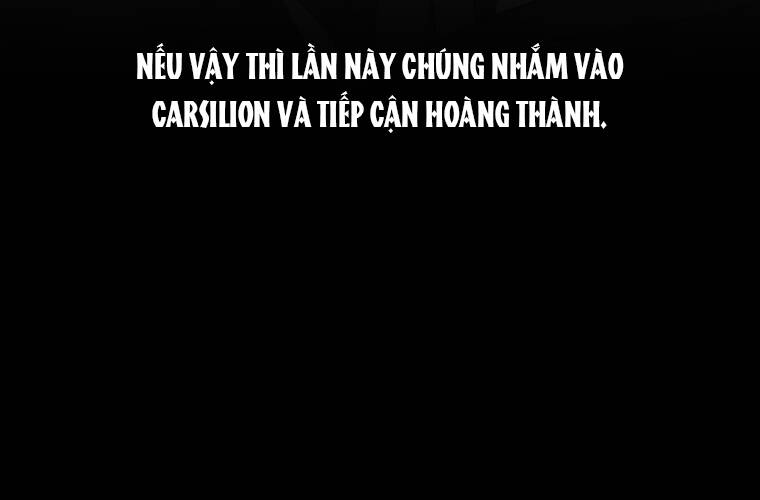 NẾU VẬY THÌ LẦN NÀY CHÚNG NHẮM VÀO
CARSILION VÀ TIẾP CẬN HOÀNG THÀNH.